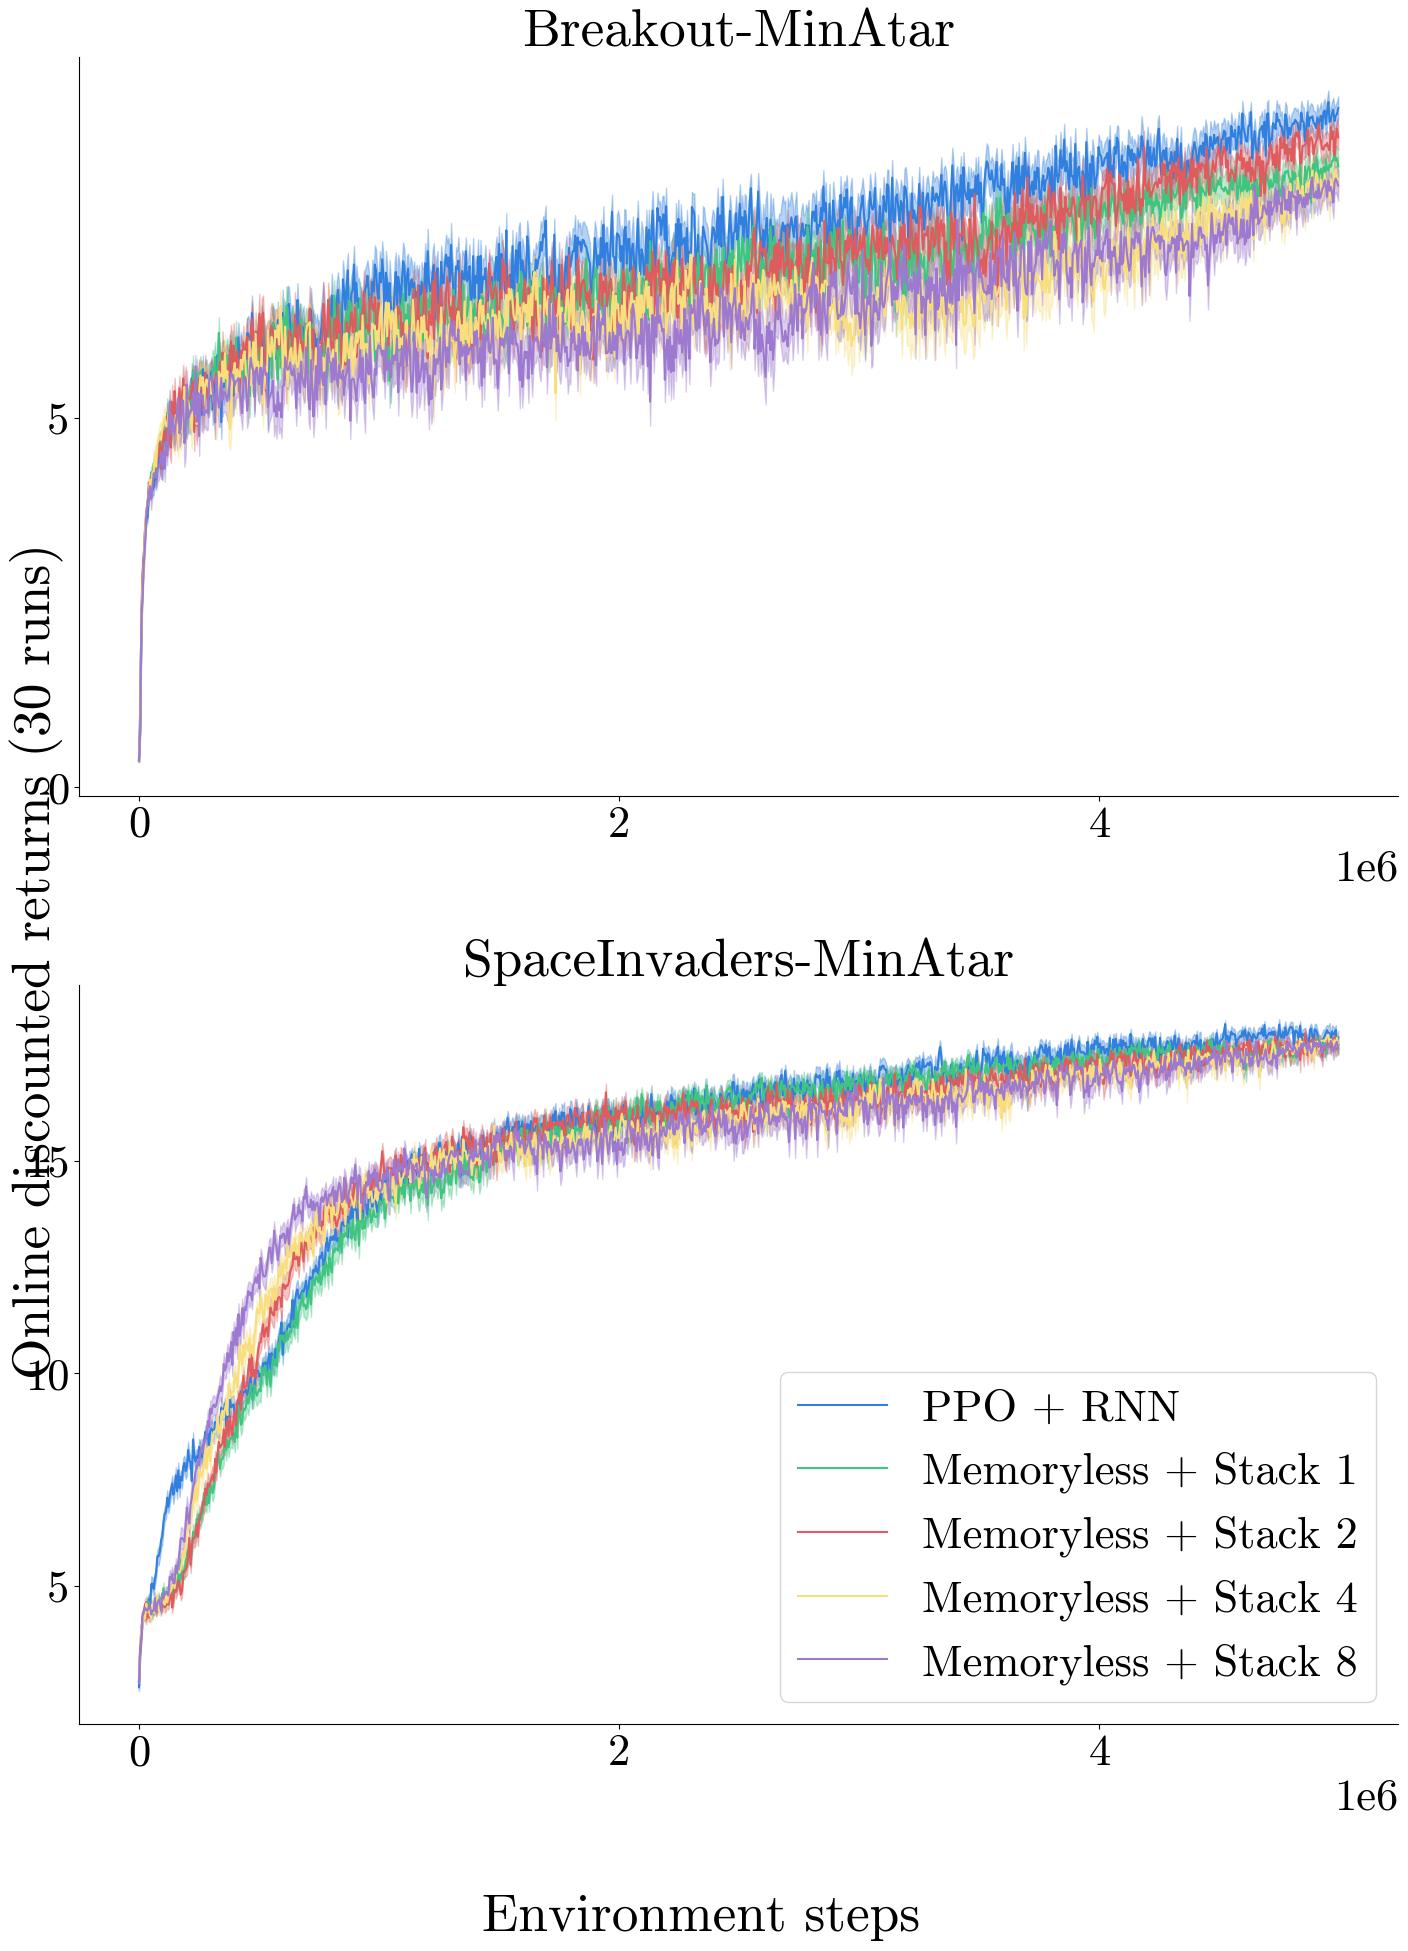 Breakout-MinAtar
5
0
0 2 4
1e6
Online discounted returns (30 runs)
SpaceInvaders-MinAtar
15
10
5
PPO + RNN
Memoryless + Stack 1
Memoryless + Stack 2
Memoryless + Stack 4
Memoryless + Stack 8
0 2 4
1e6
Environment steps